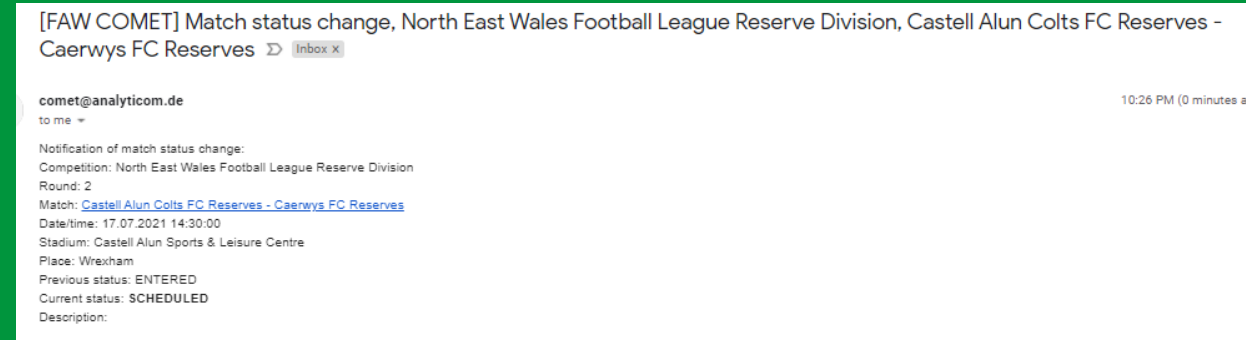 [FAW COMET] Match status change, North East Wales Football League Reserve Division, Castell Alun Colts FC Reserves -
Caerwys FC Reserves Inbox x
comet@analyticom.de 10:26 PM (0 minutes a
to me
Notification of match status change:
Competition: North East Wales Football League Reserve Division
Round: 2
Match: Castell Alun Colts FC Reserves - Caerwys FC Reserves
Date/time: 17.07.2021 14:30:00
Stadium: Castell Alun Sports & Leisure Centre
Place: Wrexham
Previous status: ENTERED
Current status: SCHEDULED
Description: